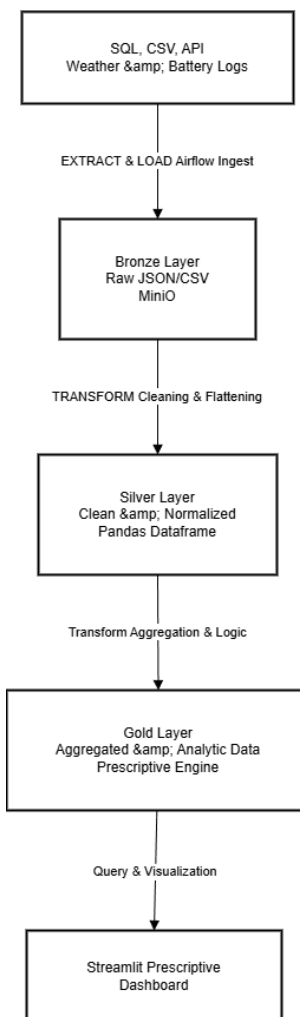 SQL, CSV, API
Weather &amp; Battery Logs
EXTRACT & LOAD Airflow Ingest
Bronze Layer
Raw JSON/CSV
MiniO
TRANSFORM Cleaning & Flattening
Silver Layer
Clean &amp; Normalized
Pandas Dataframe
Transform Aggregation & Logic
Gold Layer
Aggregated &amp; Analytic Data
Prescriptive Engine
Query & Visualization
Streamlit Prescriptive
Dashboard